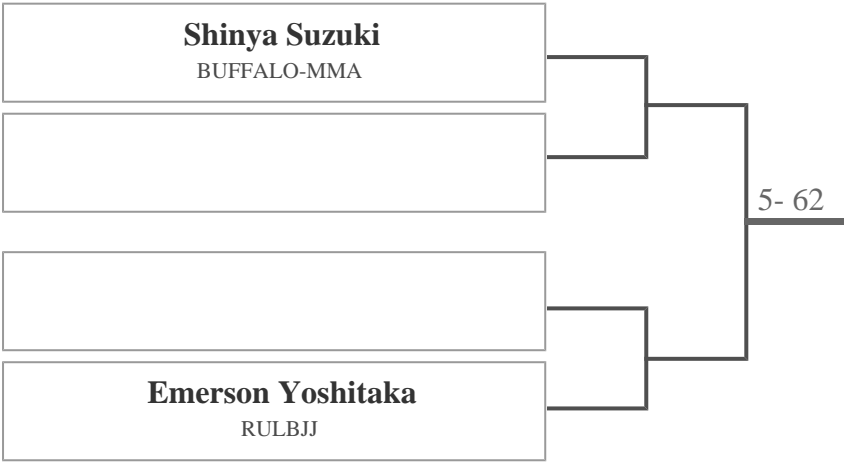 Shinya Suzuki
BUFFALO-MMA
5- 62
Emerson Yoshitaka
RULBJJ